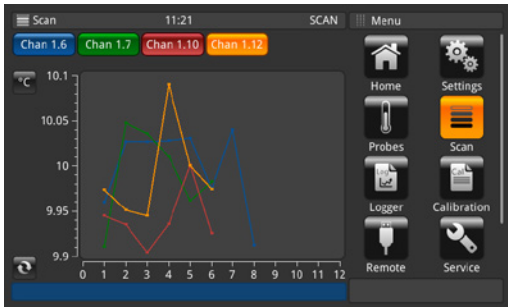 Scan 11:21 SCAN
Menu
Chan 1.6 Chan 1.7 Chan 1.10 Chan 1.12
°C
10.1
10.05
10
9.95
9.9
0 1 2 3 4 5 6 7 8 9 10 11 12
Home Settings
Probes Scan
Log Cal
Logger Calibration
Remote Service